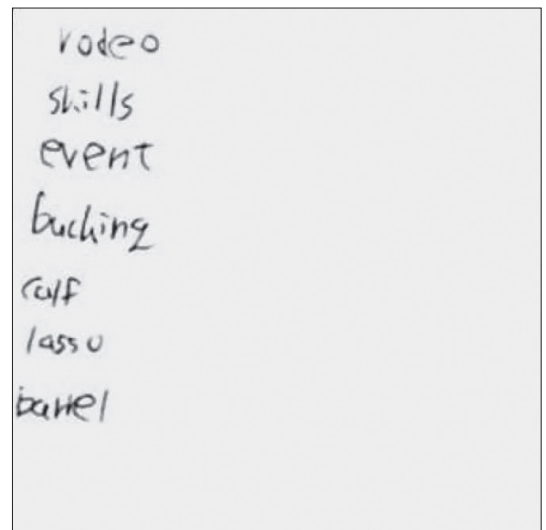 rodeo
skills
event
bucking
calf
lasso
barrel